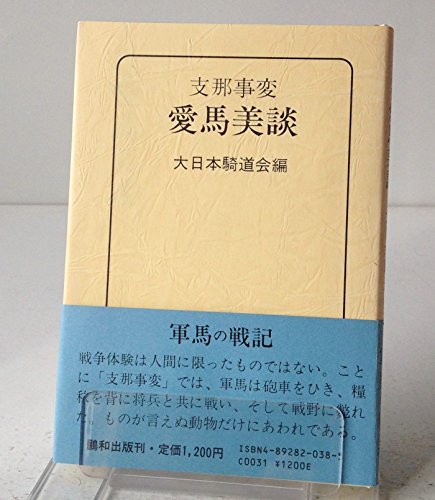 支那事変
愛馬美談
大日本騎道会編
軍馬の戦記
戦争体験は人間に限ったものではない。こと
に「支那事変」では、軍馬は砲車をひき、糧
秣を背に将兵と共に戦い、そして戦野に斃れ
た。ものが言えぬ動物だけにあわれである。
鵬和出版刊・定価1,200円
ISBN4-89282-038-
C0031 ¥1200E